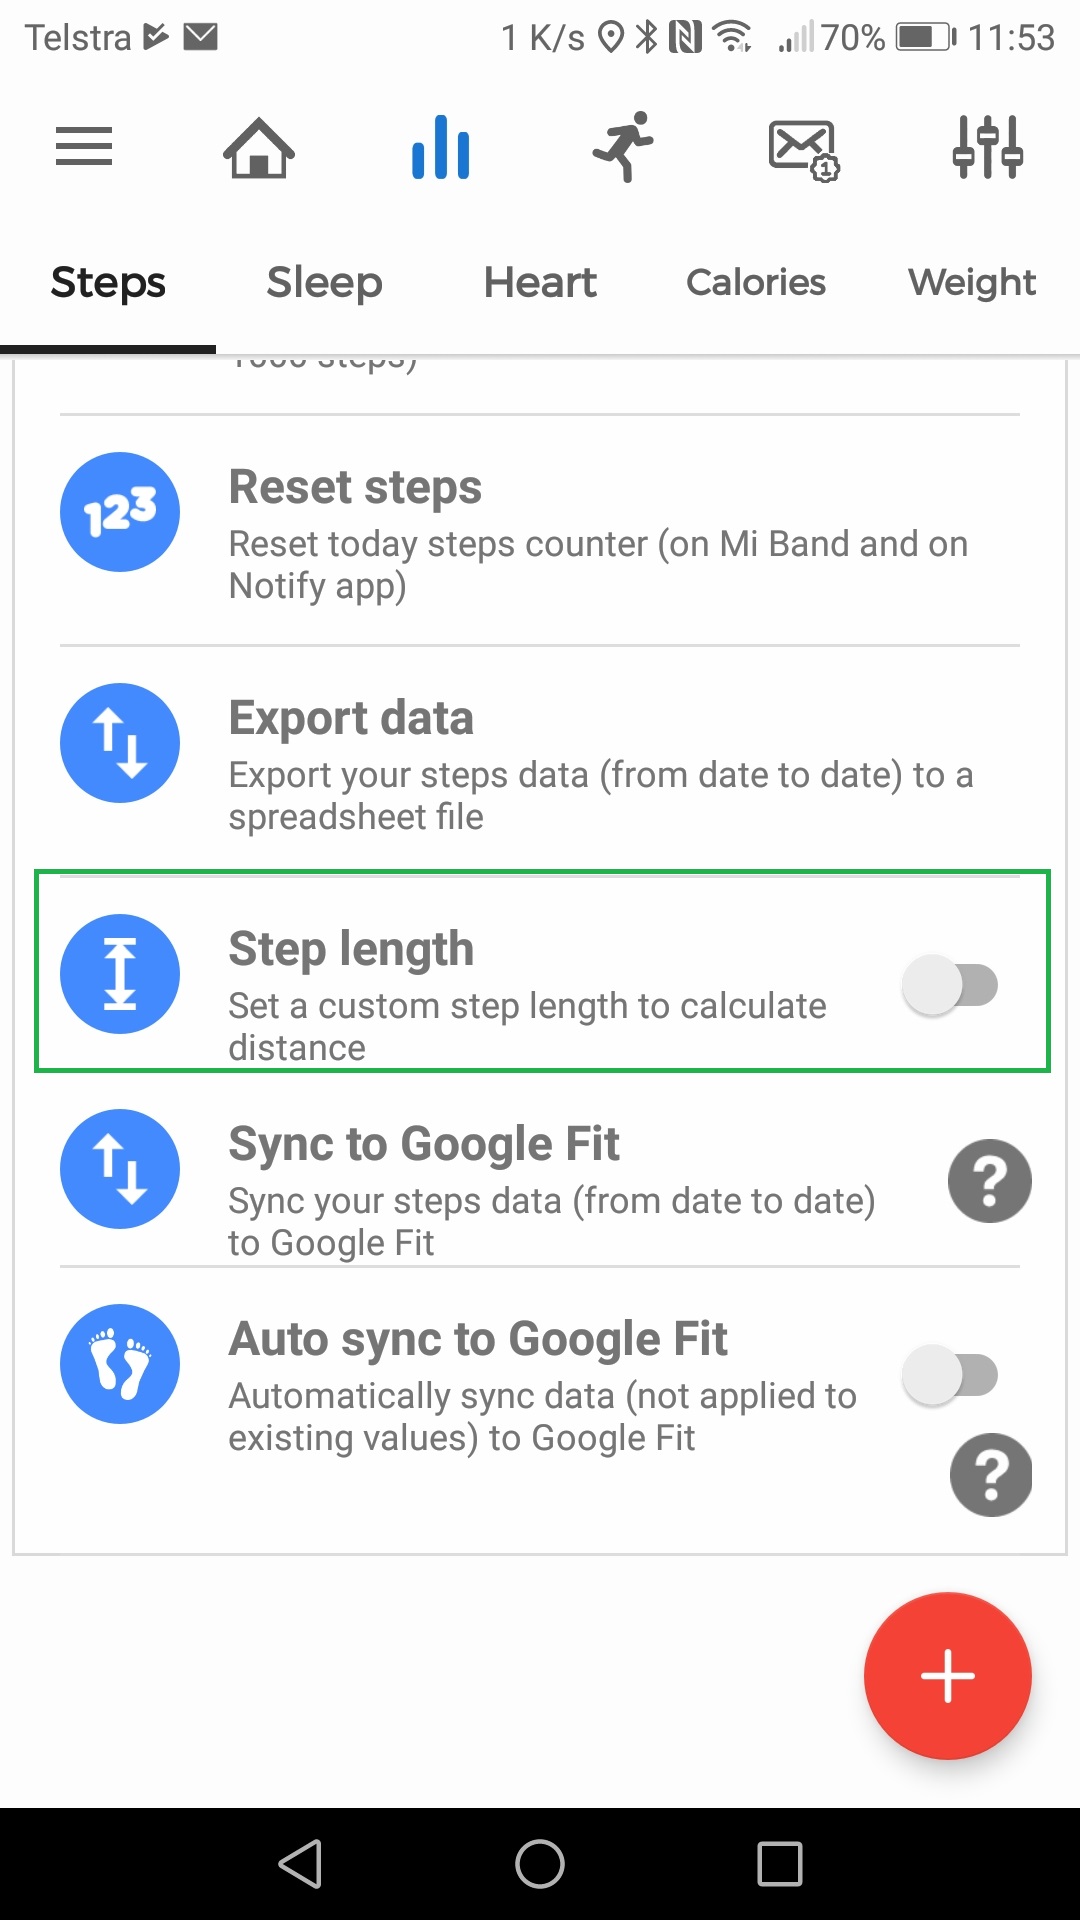 Telstra 1 K/s 70% 11:53
1
Steps Sleep Heart Calories Weight
1000 steps)
123
Reset steps
Reset today steps counter (on Mi Band and on
Notify app)
Export data
Export your steps data (from date to date) to a
spreadsheet file
Step length
Set a custom step length to calculate
distance
Sync to Google Fit
Sync your steps data (from date to date)
to Google Fit
?
Auto sync to Google Fit
Automatically sync data (not applied to
existing values) to Google Fit
?